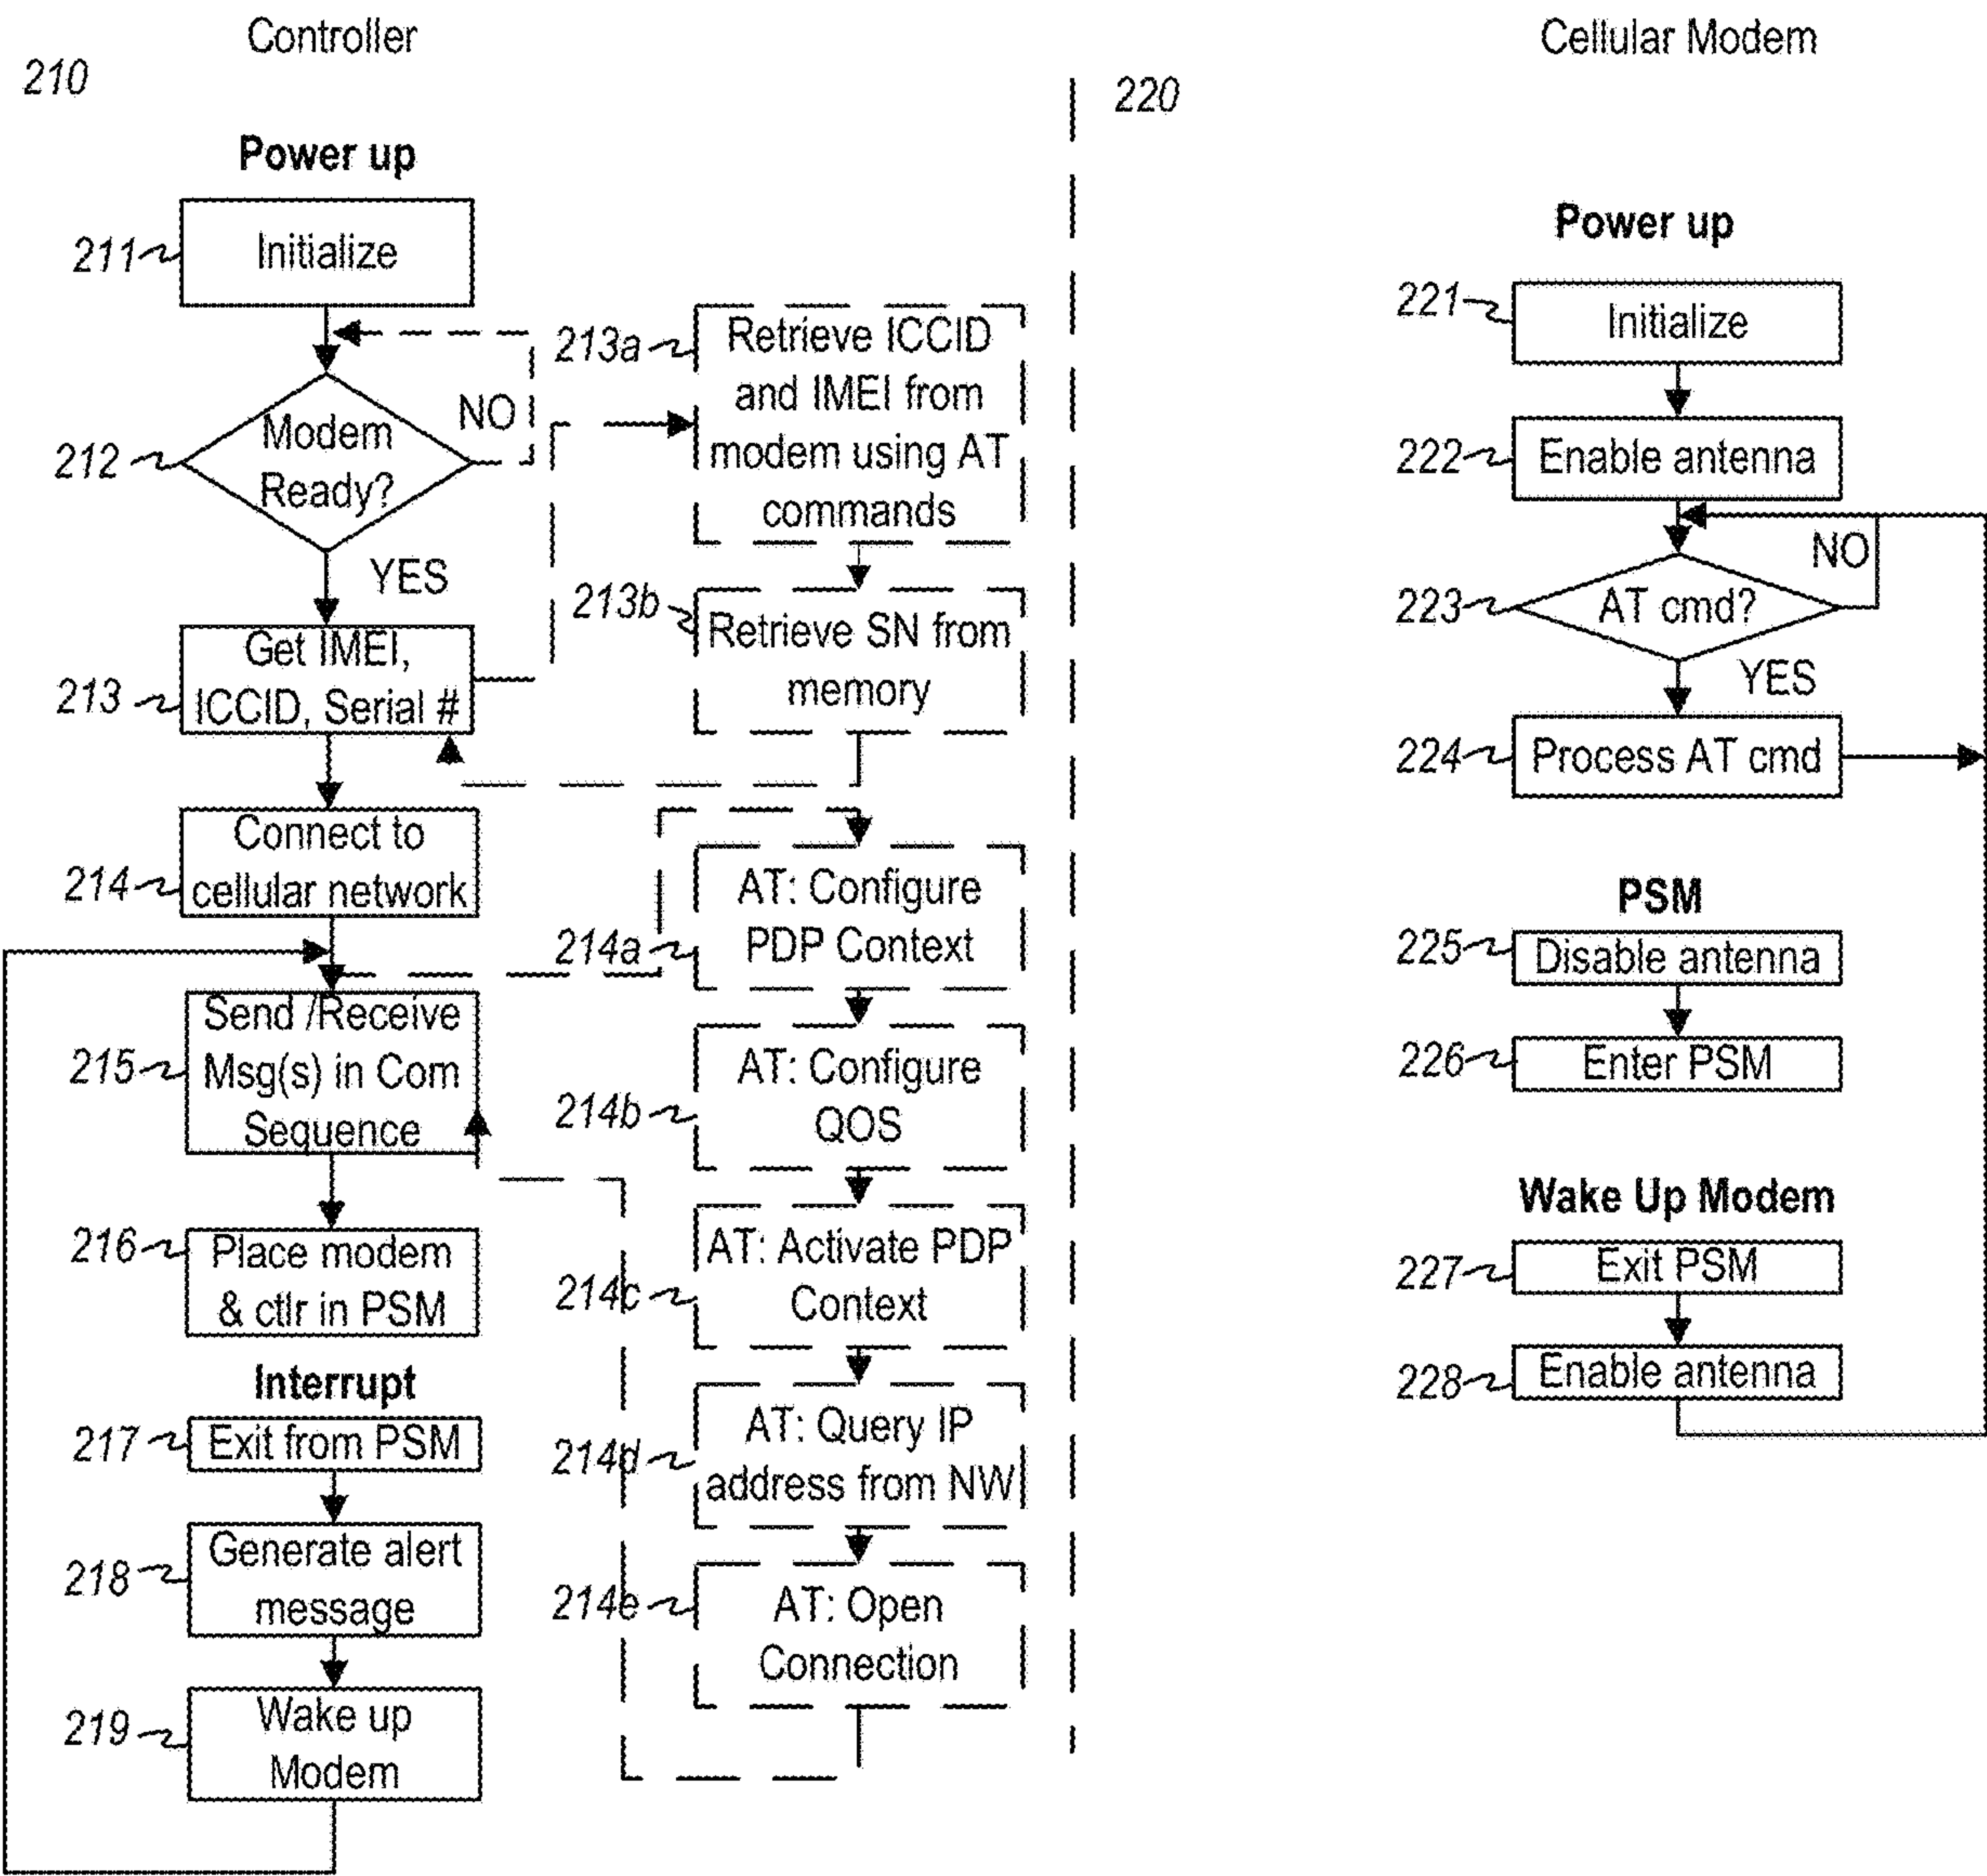 Controller
210
Power up
211
Initialize
212
Modem
Ready?
NO
YES
213
Get IMEI,
ICCID, Serial #
213a
Retrieve ICCID
and IMEI from
modem using AT
commands
213b
Retrieve SN from
memory
214
Connect to
cellular network
214a
AT: Configure
PDP Context
214b
AT: Configure
QOS
214c
AT: Activate PDP
Context
214d
AT: Query IP
address from NW
214e
AT: Open
Connection
215
Send /Receive
Msg(s) in Com
Sequence
216
Place modem
& ctlr in PSM
Interrupt
217
Exit from PSM
218
Generate alert
message
219
Wake up
Modem
Cellular Modem
220
Power up
221
Initialize
222
Enable antenna
223
AT cmd?
NO
YES
224
Process AT cmd
PSM
225
Disable antenna
226
Enter PSM
Wake Up Modem
227
Exit PSM
228
Enable antenna